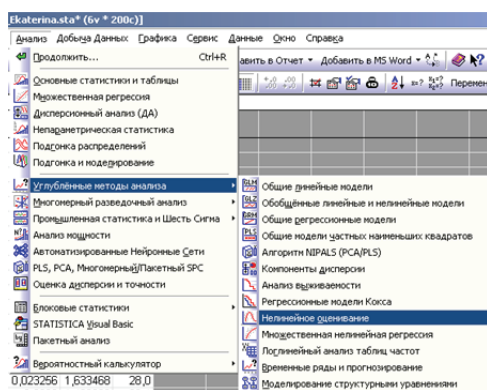 Ekaterina.sta* (6v * 200c)]
Анализ Добыча Данных Графика Сервис Данные Окно Справка
Продолжить... Ctrl+R
авить в Отчет Добавить в MS Word
Основные статистики и таблицы
Перемен
Множественная регрессия
Дисперсионный анализ (ДА)
Непараметрическая статистика
Подгонка распределений
Подгонка и моделирование
Углублённые методы анализа
Многомерный разведочный анализ
Промышленная статистика и Шесть Сигма
Анализ мощности
Автоматизированные Нейронные Сети
PLS, PCA, Многомерный/Пакетный SPC
Оценка дисперсии и точности
Блоковые статистики
STATISTICA Visual Basic
Пакетный анализ
Вероятностный калькулятор
0,023256 1,633468 28,0
Общие линейные модели
Обобщённые линейные и нелинейные модели
Общие регрессионные модели
Общие модели частных наименьших квадратов
Алгоритм NIPALS (PCA/PLS)
Компоненты дисперсии
Анализ выживаемости
Регрессионные модели Кокса
Нелинейное оценивание
Множественная нелинейная регрессия
Логлинейный анализ таблиц частот
Временные ряды и прогнозирование
Моделирование структурными уравнениями